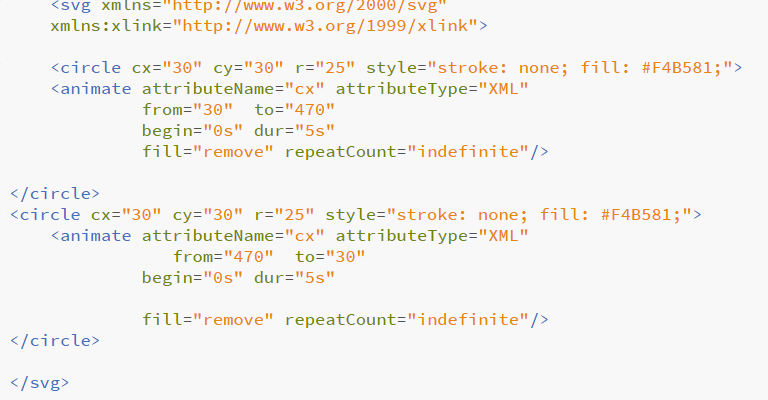 <svg xmlns="http://www.w3.org/2000/svg"
xmlns:xlink="http://www.w3.org/1999/xlink">
<circle cx="30" cy="30" r="25" style="stroke: none; fill: #F4B581;">
<animate attributeName="cx" attributeType="XML"
from="30"  to="470"
begin="0s" dur="5s"
fill="remove" repeatCount="indefinite"/>
</circle>
<circle cx="30" cy="30" r="25" style="stroke: none; fill: #F4B581;">
<animate attributeName="cx" attributeType="XML"
from="470"  to="30"
begin="0s" dur="5s"
fill="remove" repeatCount="indefinite"/>
</circle>
</svg>